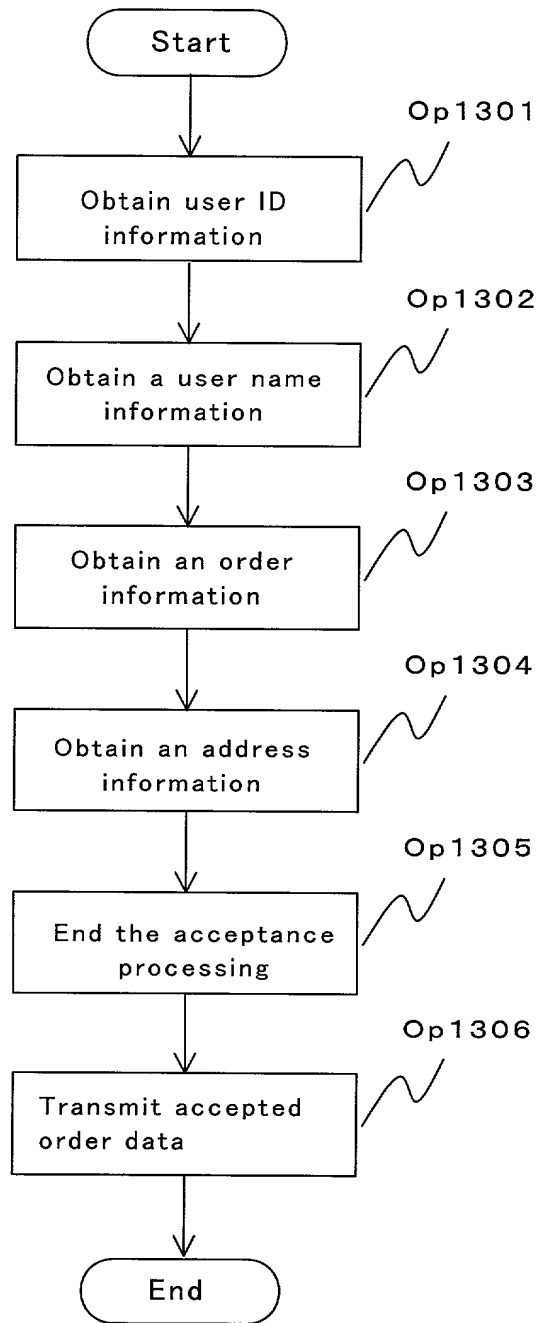 Start
Op1301
Obtain user ID
information
Op1302
Obtain a user name
information
Op1303
Obtain an order
information
Op1304
Obtain an address
information
Op1305
End the acceptance
processing
Op1306
Transmit accepted
order data
End